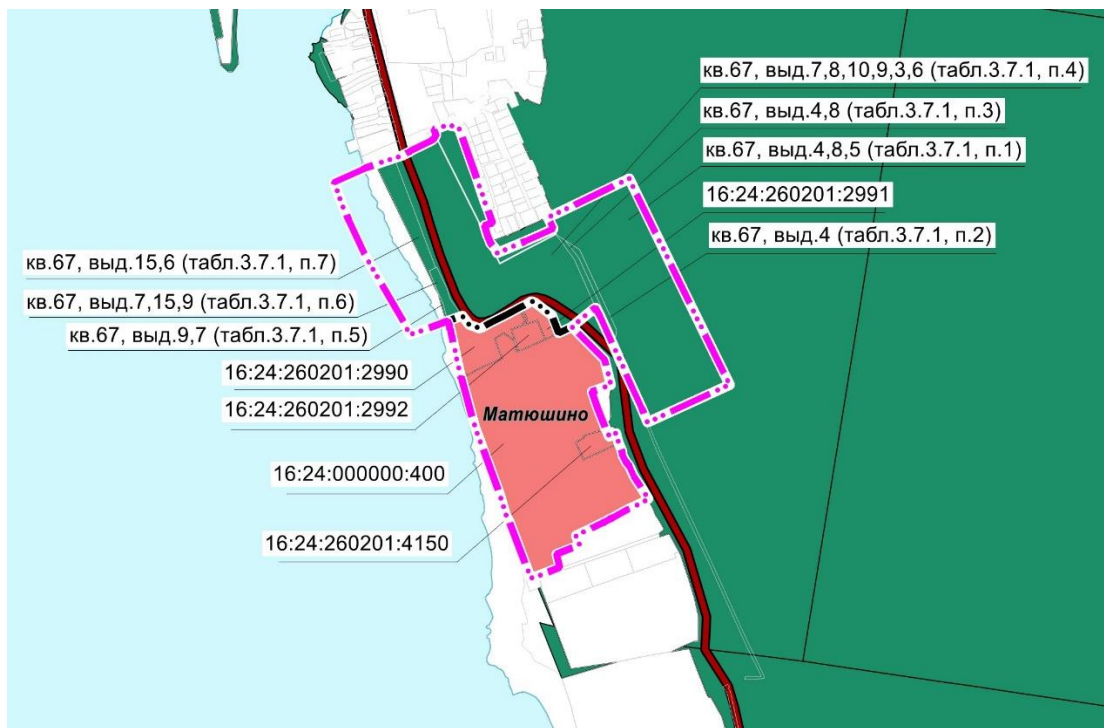 кв.67, выд.7,8,10,9,3,6 (табл.3.7.1, п.4)
кв.67, выд.4,8 (табл.3.7.1, п.3)
кв.67, выд.4,8,5 (табл.3.7.1, п.1)
16:24:260201:2991
кв.67, выд.4 (табл.3.7.1, п.2)
кв.67, выд.15,6 (табл.3.7.1, п.7)
кв.67, выд.7,15,9 (табл.3.7.1, п.6)
кв.67, выд.9,7 (табл.3.7.1, п.5)
16:24:260201:2990
16:24:260201:2992
Матюшино
16:24:000000:400
16:24:260201:4150